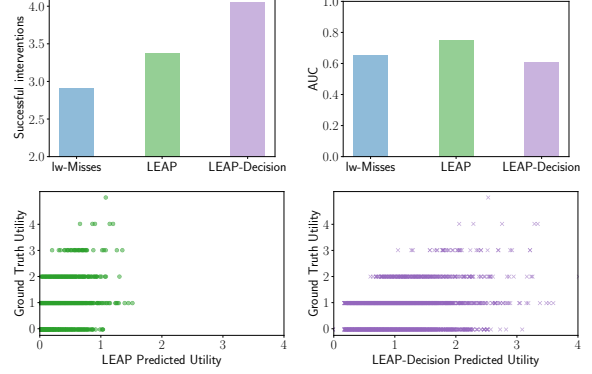 Successful interventions
4.0
3.5
3.0
2.5
2.0
lw-Misses LEAP LEAP-Decision
AUC
1.0
0.8
0.6
0.4
0.2
0.0
lw-Misses LEAP LEAP-Decision
Ground Truth Utility
4
3
2
1
0
0 1 2 3 4
LEAP Predicted Utility
Ground Truth Utility
4
3
2
1
0
0 1 2 3 4
LEAP-Decision Predicted Utility